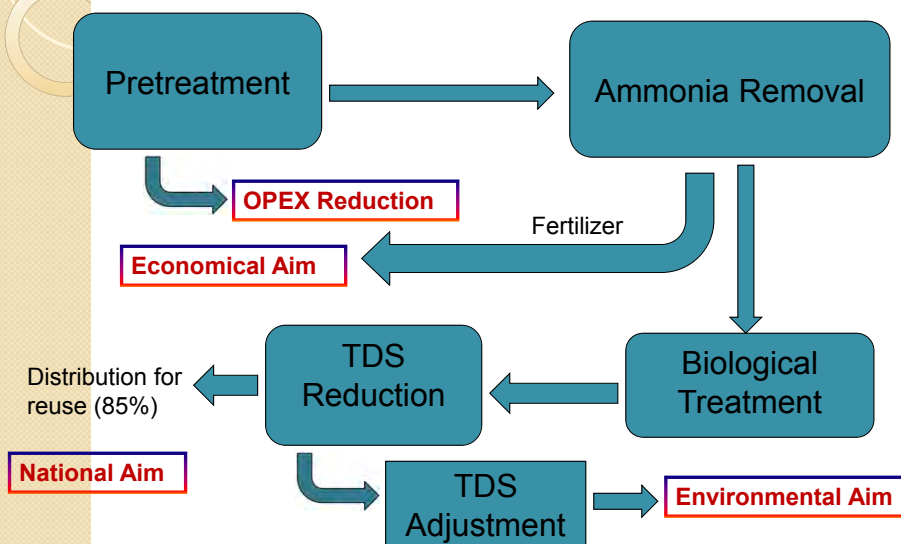 Pretreatment
Ammonia Removal
OPEX Reduction
Fertilizer
Economical Aim
TDS
Reduction
Biological
Treatment
Distribution for
reuse (85%)
National Aim
TDS
Adjustment
Environmental Aim